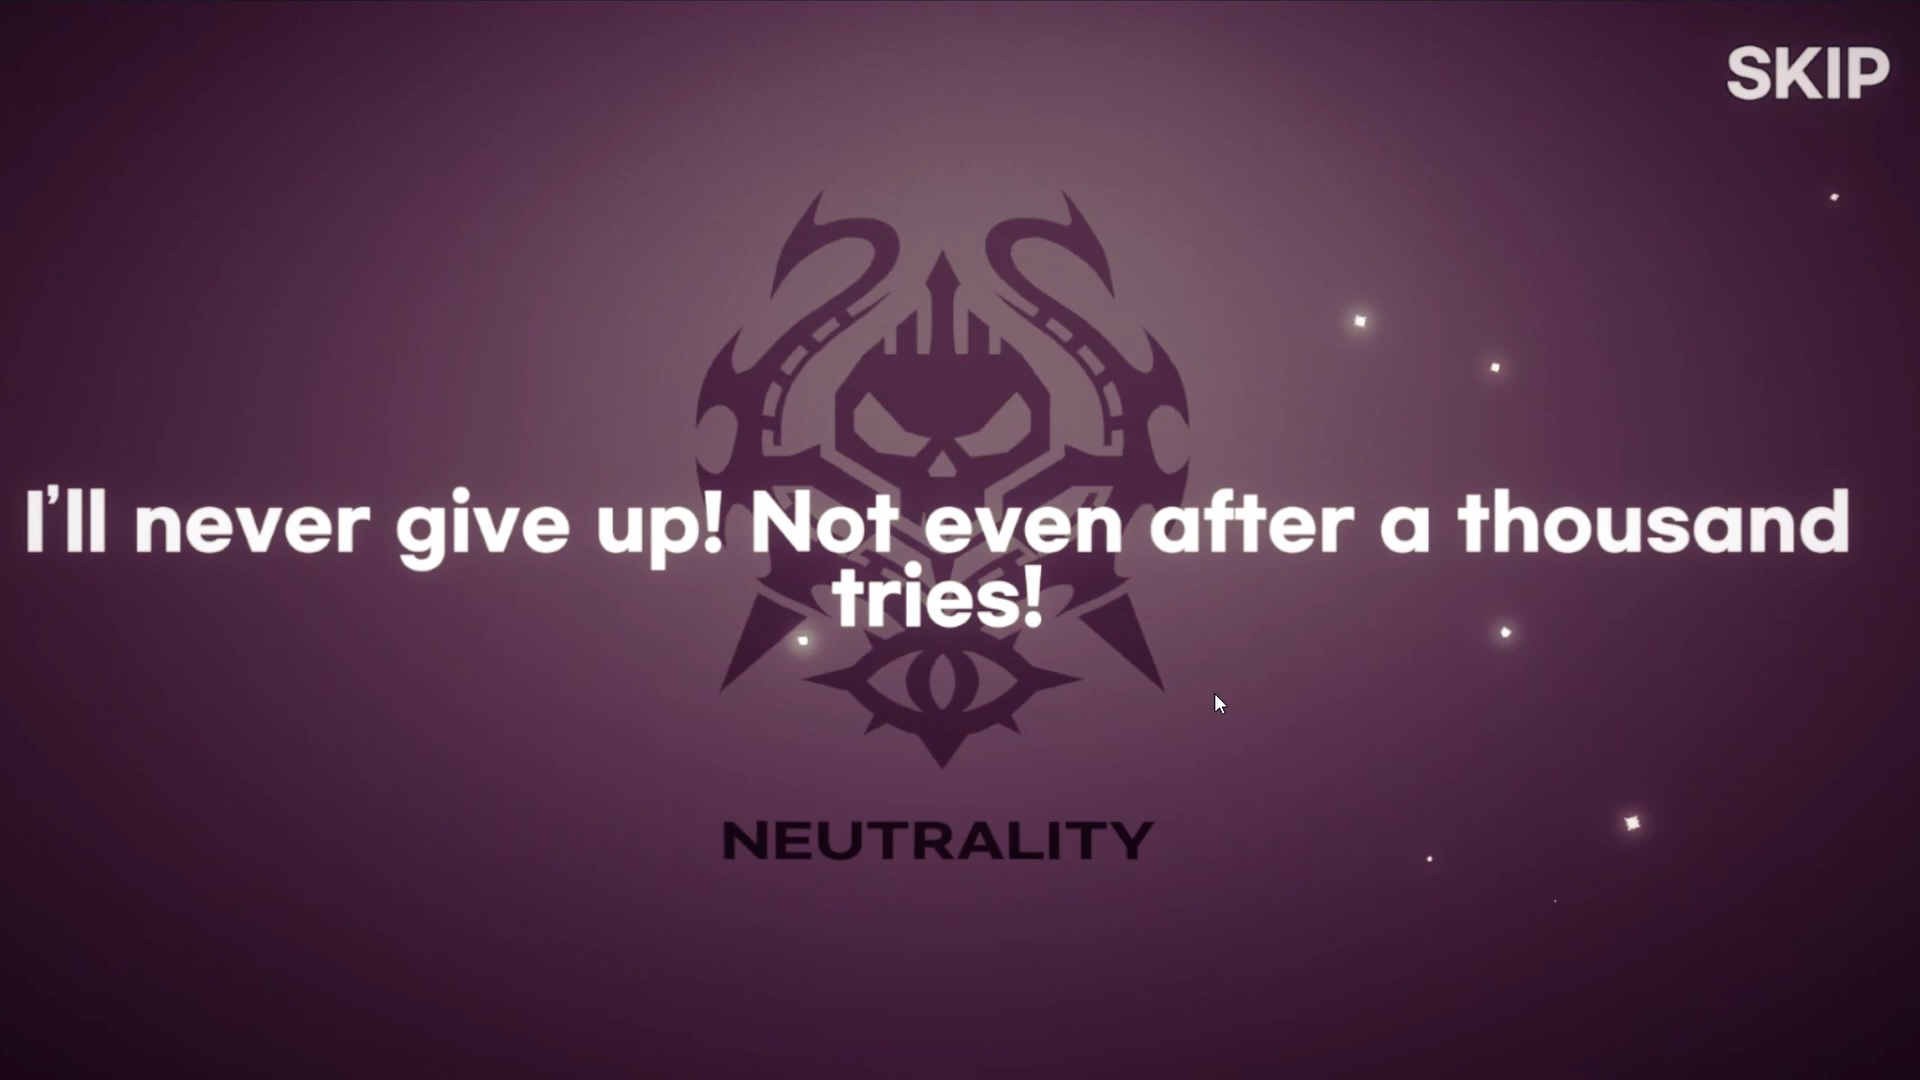 SKIP
I’ll never give up! Not even after a thousand
tries!
NEUTRALITY